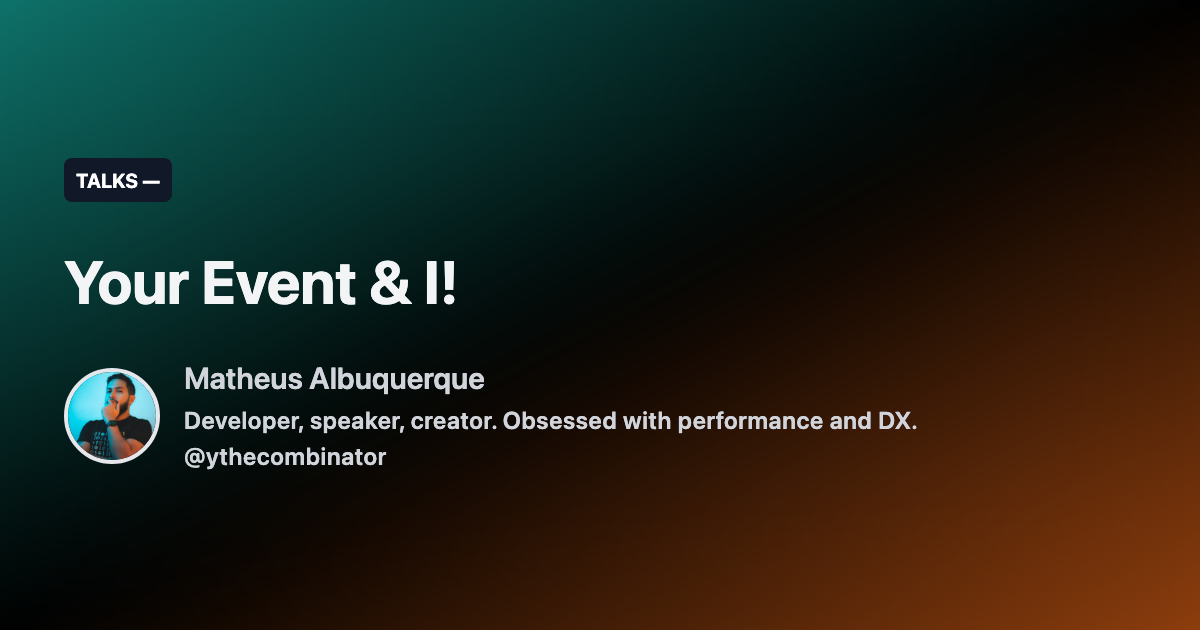 TALKS —
Your Event & I!
Matheus Albuquerque
Developer, speaker, creator. Obsessed with performance and DX.
@ythecombinator